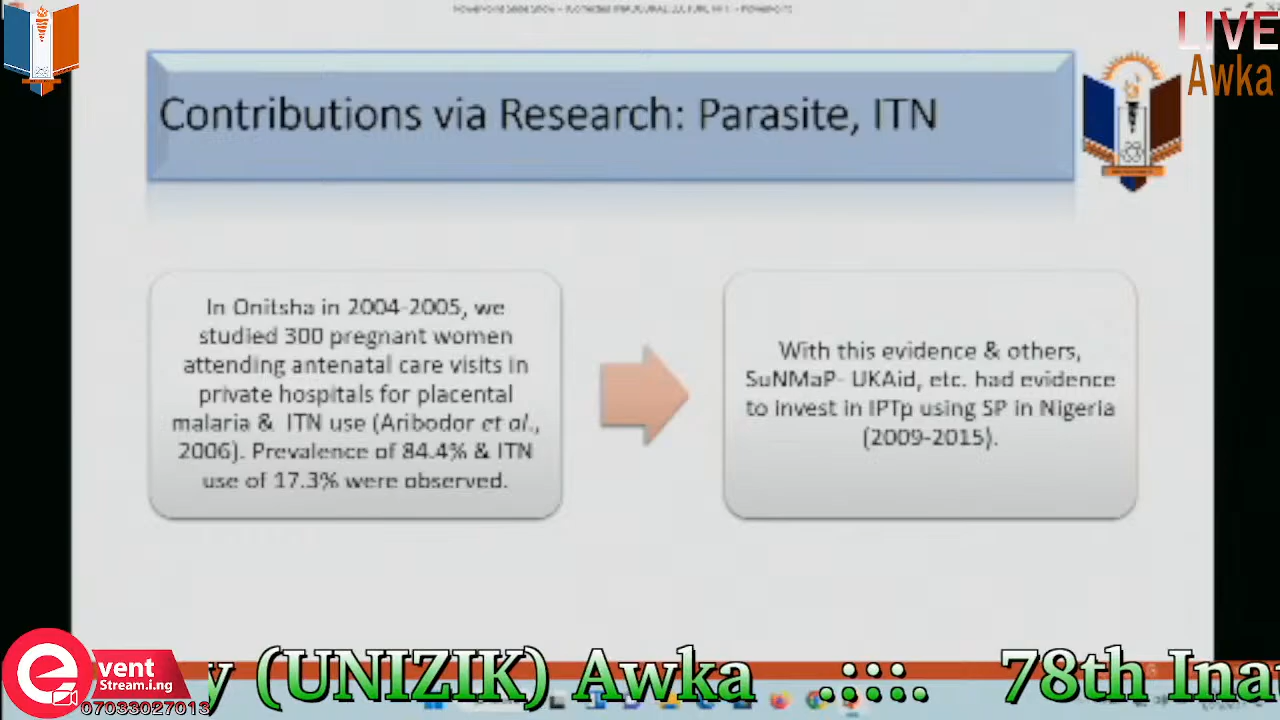 LIVE
Awka
Contributions via Research: Parasite, ITN
In Onitsha in 2004-2005, we
studied 300 pregnant women
attending antenatal care visits in
private hospitals for placental
malaria & ITN use (Aribodor et al.,
2006). Prevalence of 84.4% & ITN
use of 17.3% were observed.
With this evidence & others,
SuNMaP- UKAid, etc. had evidence
to invest in IPTp using SP in Nigeria
(2009-2015).
event
Stream.i.ng
07033027013
y (UNIZIK) Awka .:::. 78th Ina